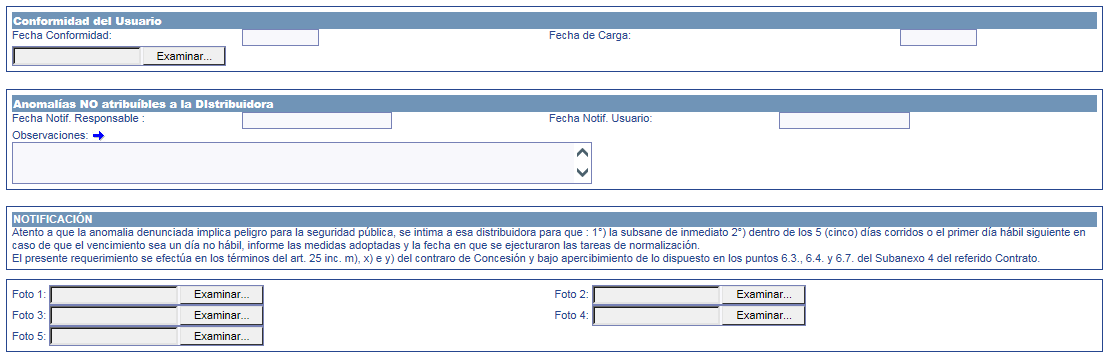 Conformidad del Usuario
Fecha Conformidad:
Fecha de Carga:
Examinar...
Anomalías NO atribuíbles a la DIstribuidora
Fecha Notif. Responsable :
Fecha Notif. Usuario:
Observaciones:
NOTIFICACIÓN
Atento a que la anomalia denunciada implica peligro para la seguridad pública, se intima a esa distribuidora para que : 1°) la subsane de inmediato 2°) dentro de los 5 (cinco) días corridos o el primer día hábil siguiente en
caso de que el vencimiento sea un día no hábil, informe las medidas adoptadas y la fecha en que se ejecturaron las tareas de normalización.
El presente requerimiento se efectúa en los términos del art. 25 inc. m), x) e y) del contraro de Concesión y bajo apercibimiento de lo dispuesto en los puntos 6.3., 6.4. y 6.7. del Subanexo 4 del referido Contrato.
Foto 1: Examinar...
Foto 2: Examinar...
Foto 3: Examinar...
Foto 4: Examinar...
Foto 5: Examinar...